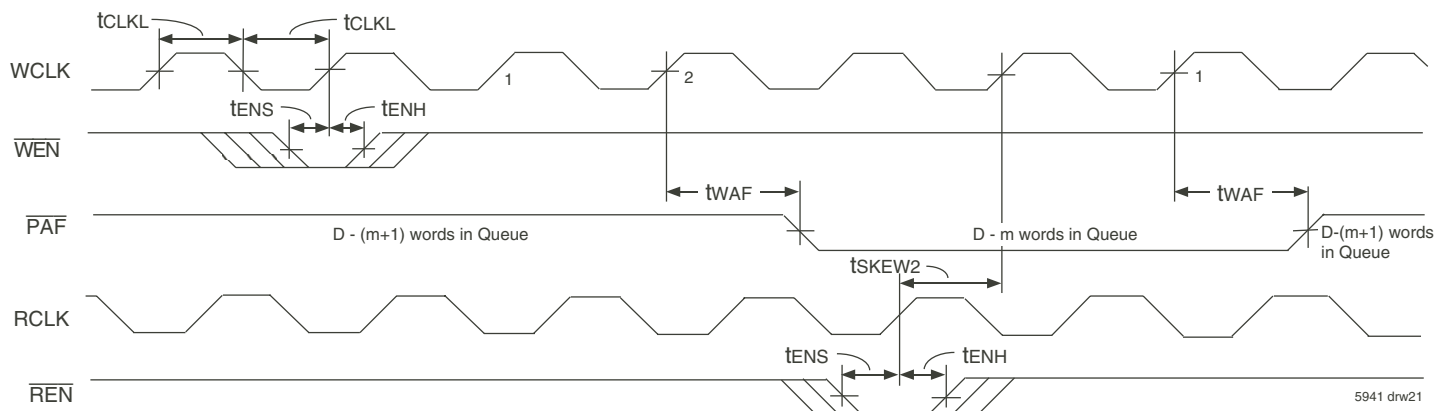 tCLKL tCLKL
WCLK 1 2 1
tENS tENH
WEN
tWAF tWAF
PAF D - (m+1) words in Queue D - m words in Queue D-(m+1) words
in Queue
tSKEW2
RCLK
tENS tENH
REN
5941 drw21